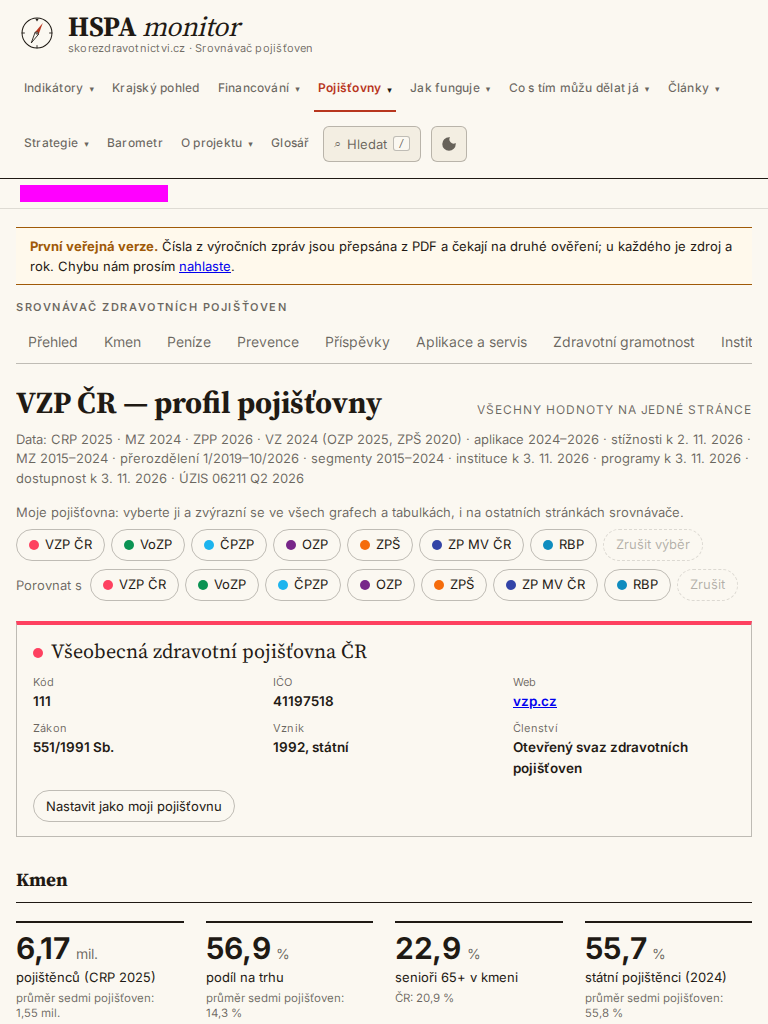 HSPA monitor
skorezdravotnictvi.cz · Srovnávač pojišťoven
Indikátory ▾ Krajský pohled Financování ▾ Pojišťovny ▾ Jak funguje ▾ Co s tím můžu dělat já ▾ Články ▾
Strategie ▾ Barometr O projektu ▾ Glosář Hledat /
První veřejná verze. Čísla z výročních zpráv jsou přepsána z PDF a čekají na druhé ověření; u každého je zdroj a
rok. Chybu nám prosím nahlaste.
SROVNÁVAČ ZDRAVOTNÍCH POJIŠŤOVEN
Přehled Kmen Peníze Prevence Příspěvky Aplikace a servis Zdravotní gramotnost Instit
VZP ČR — profil pojišťovny VŠECHNY HODNOTY NA JEDNÉ STRÁNCE
Data: CRP 2025 · MZ 2024 · ZPP 2026 · VZ 2024 (OZP 2025, ZPŠ 2020) · aplikace 2024–2026 · stížnosti k 2. 11. 2026 ·
MZ 2015–2024 · přerozdělení 1/2019–10/2026 · segmenty 2015–2024 · instituce k 3. 11. 2026 · programy k 3. 11. 2026 ·
dostupnost k 3. 11. 2026 · ÚZIS 06211 Q2 2026
Moje pojišťovna: vyberte ji a zvýrazní se ve všech grafech a tabulkách, i na ostatních stránkách srovnávače.
VZP ČR VoZP ČPZP OZP ZPŠ ZP MV ČR RBP Zrušit výběr
Porovnat s VZP ČR VoZP ČPZP OZP ZPŠ ZP MV ČR RBP Zrušit
Všeobecná zdravotní pojišťovna ČR
Kód IČO Web
111 41197518 vzp.cz
Zákon Vznik Členství
551/1991 Sb. 1992, státní Otevřený svaz zdravotních
pojišťoven
Nastavit jako moji pojišťovnu
Kmen
6,17 mil. 56,9 % 22,9 % 55,7 %
pojištěnců (CRP 2025) podíl na trhu senioři 65+ v kmeni státní pojištěnci (2024)
průměr sedmi pojišťoven: průměr sedmi pojišťoven: ČR: 20,9 % průměr sedmi pojišťoven:
1,55 mil. 14,3 % 55,8 %